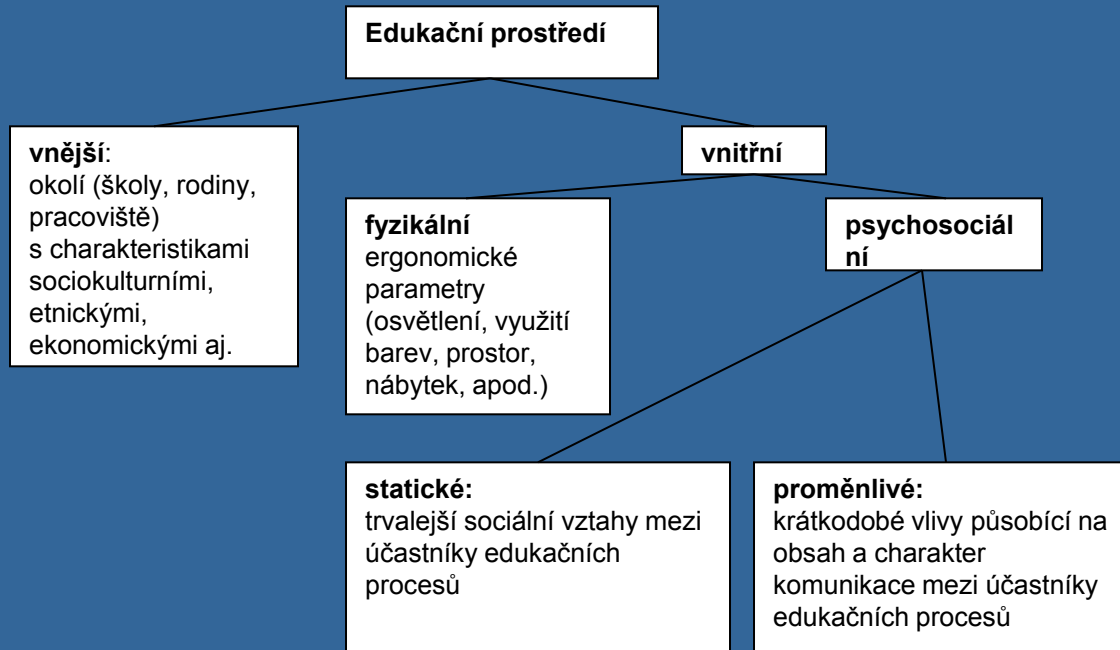 Edukační prostředí
vnější:
okolí (školy, rodiny,
pracoviště)
s charakteristikami
sociokulturními,
etnickými,
ekonomickými aj.
vnitřní
fyzikální
ergonomické
parametry
(osvětlení, využití
barev, prostor,
nábytek, apod.)
psychosociál
ní
statické:
trvalejší sociální vztahy mezi
účastníky edukačních
procesů
proměnlivé:
krátkodobé vlivy působící na
obsah a charakter
komunikace mezi účastníky
edukačních procesů